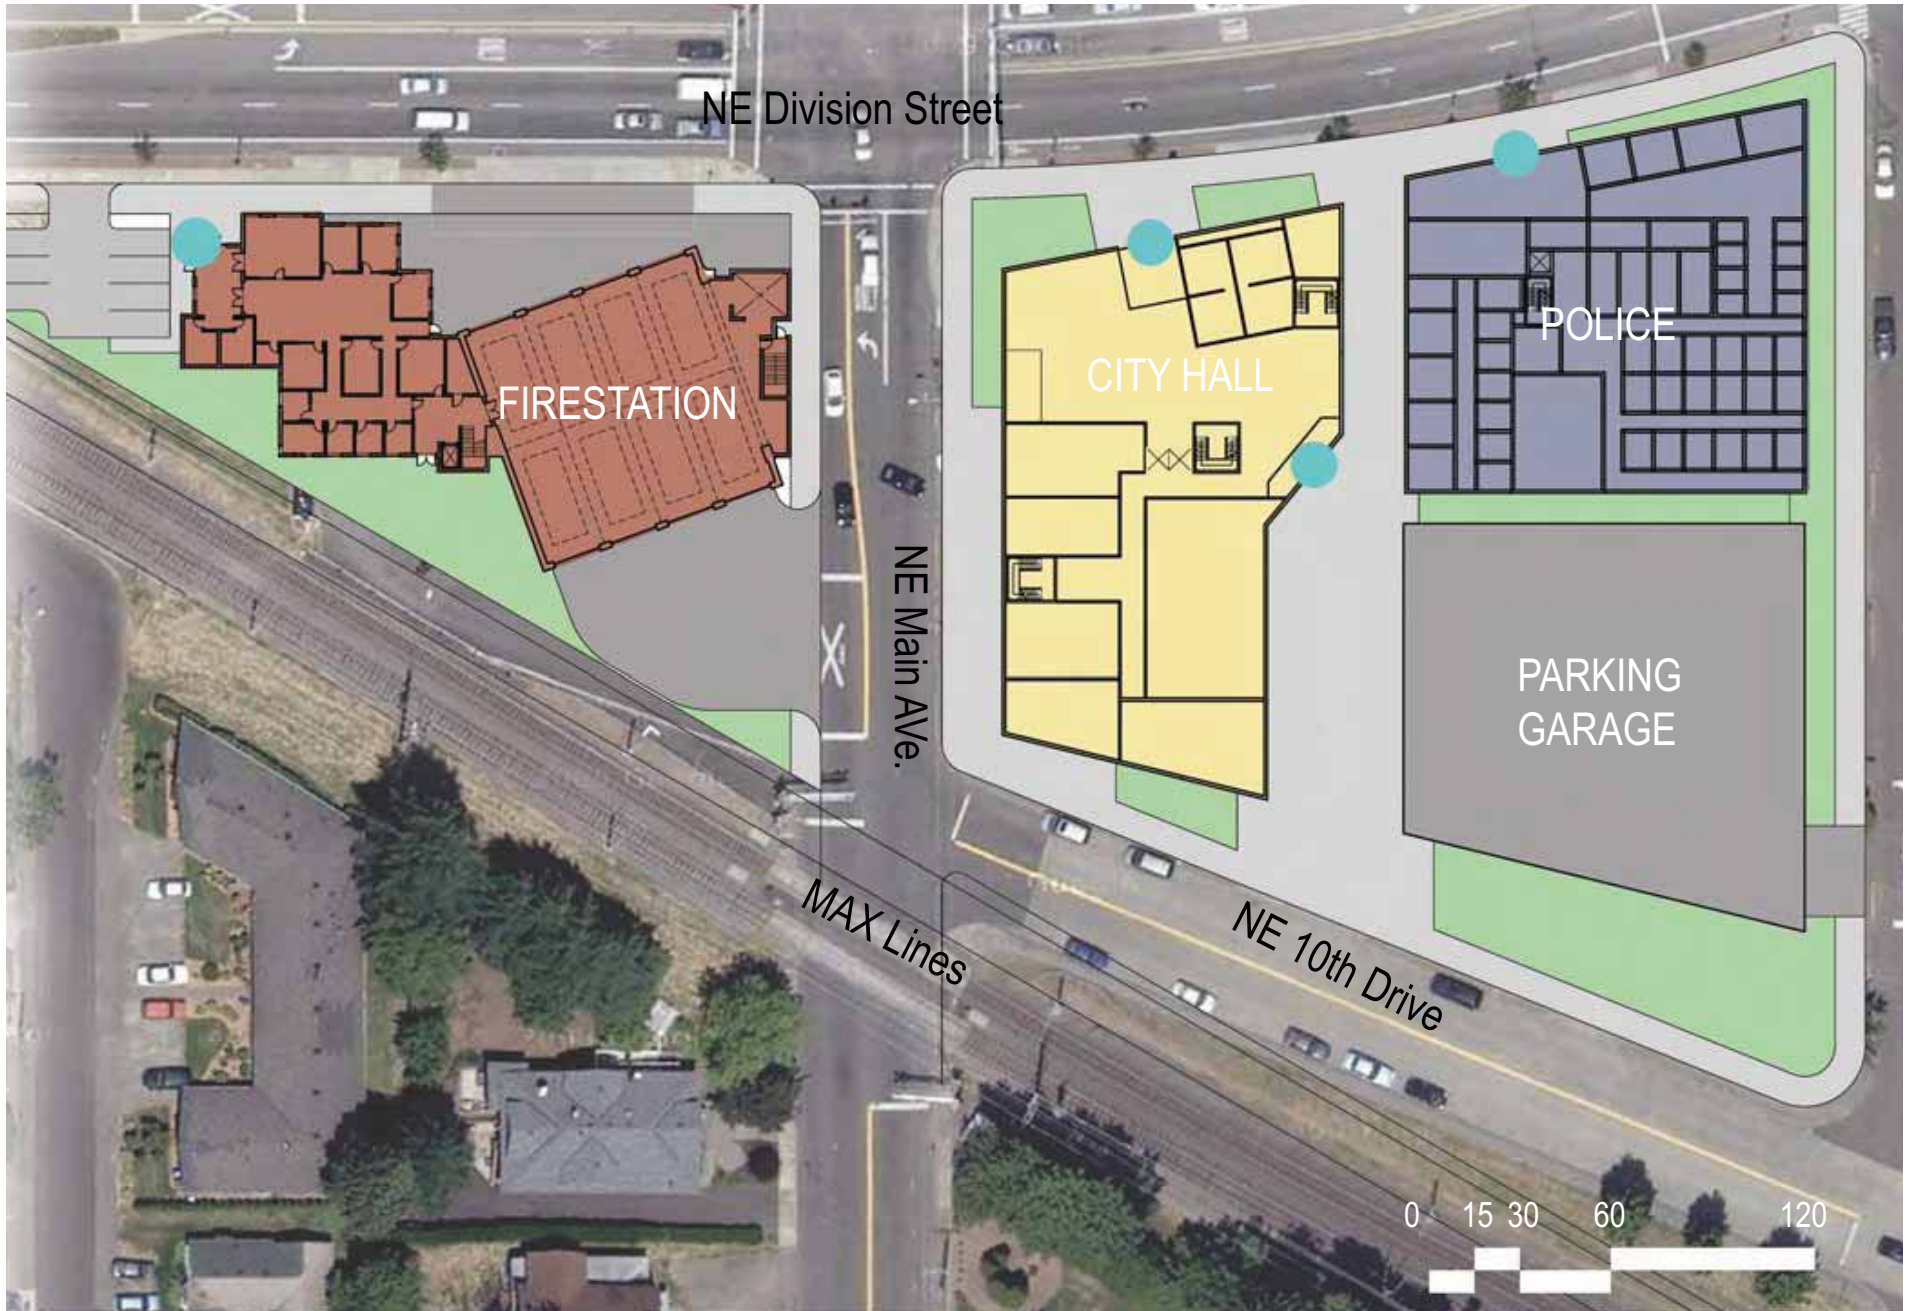 NE Division Street
FIRESTATION
CITY HALL
POLICE
NE Main AVe.
PARKING
GARAGE
MAX Lines
NE 10th Drive
0 15 30 60 120